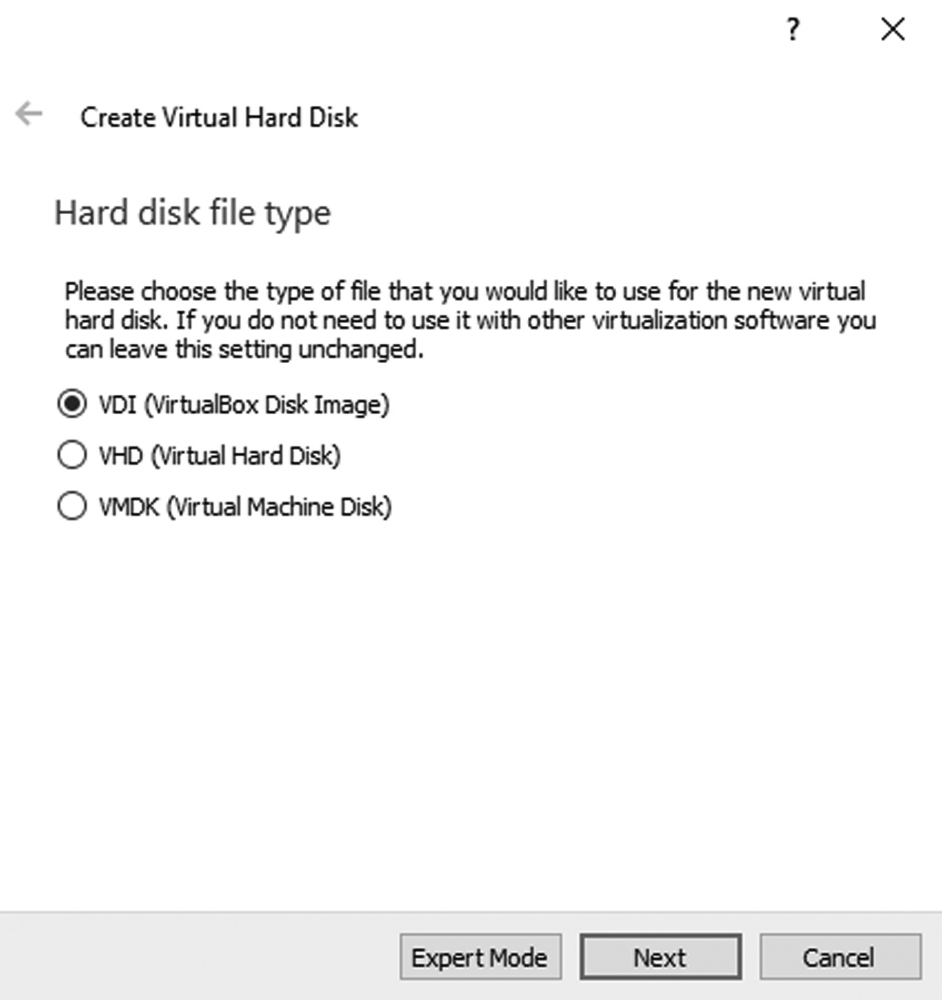 ?
Create Virtual Hard Disk
Hard disk file type
Please choose the type of file that you would like to use for the new virtual
hard disk. If you do not need to use it with other virtualization software you
can leave this setting unchanged.
VDI (VirtualBox Disk Image)
VHD (Virtual Hard Disk)
VMDK (Virtual Machine Disk)
Expert Mode Next Cancel